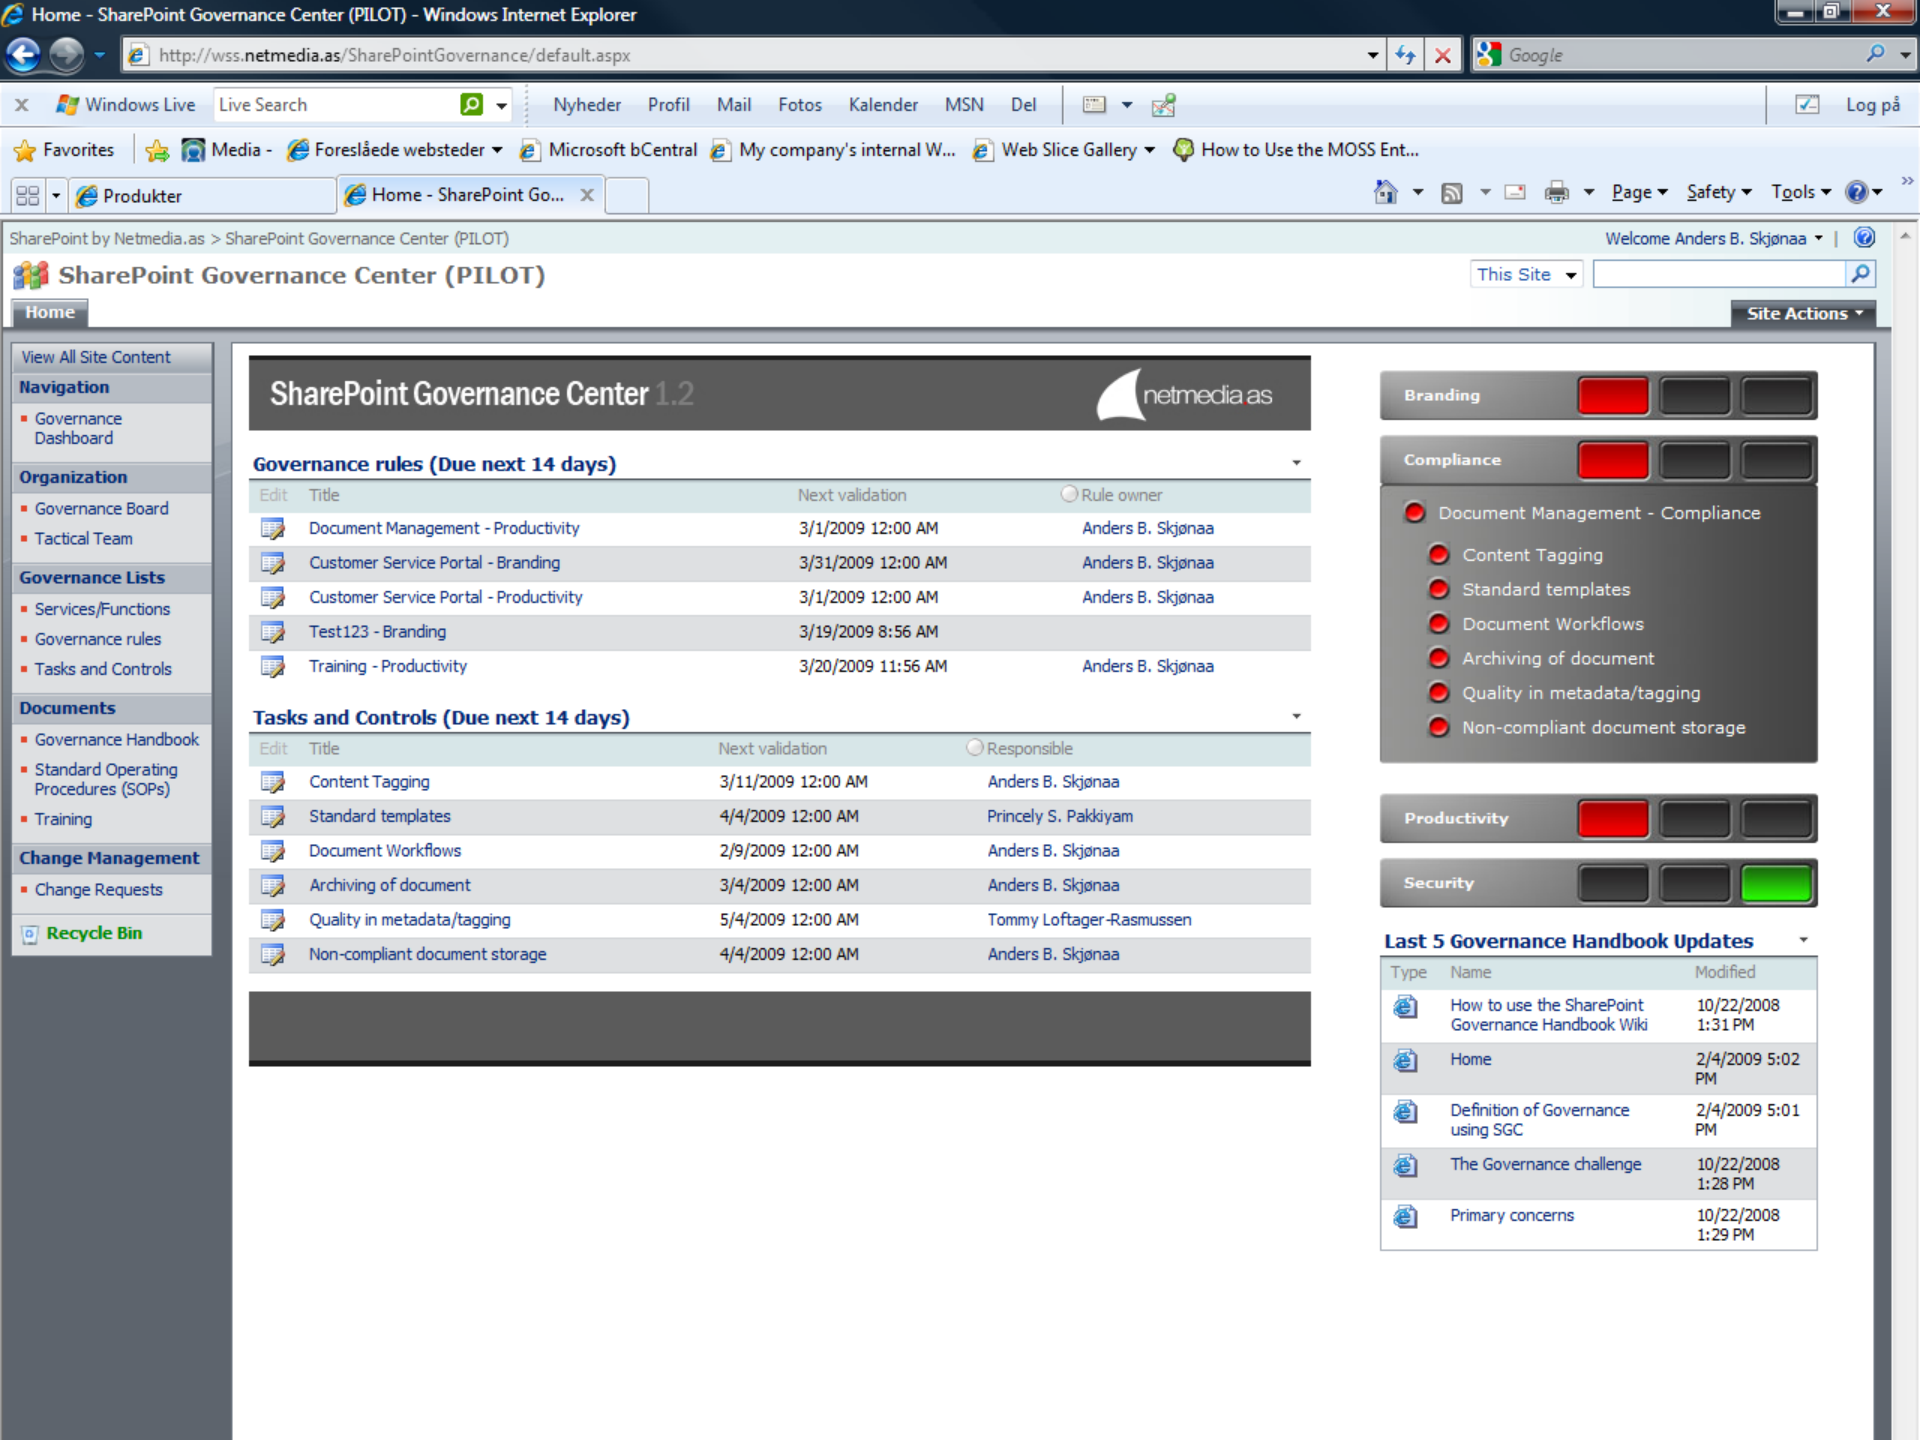 Home - SharePoint Governance Center (PILOT) - Windows Internet Explorer
http://wss.netmedia.as/SharePointGovernance/default.aspx
Google
x Windows Live Live Search Nyheder Profil Mail Fotos Kalender MSN Del Log på
Favorites Media - Foreslåede websteder Microsoft bCentral My company's internal W... Web Slice Gallery How to Use the MOSS Ent...
Produkter Home - SharePoint Go... x Page Safety Tools
SharePoint by Netmedia.as > SharePoint Governance Center (PILOT) Welcome Anders B. Skjønaa |
SharePoint Governance Center (PILOT) This Site
Home Site Actions
View All Site Content
Navigation
Governance
Dashboard
Organization
Governance Board
Tactical Team
Governance Lists
Services/Functions
Governance rules
Tasks and Controls
Documents
Governance Handbook
Standard Operating
Procedures (SOPs)
Training
Change Management
Change Requests
Recycle Bin
SharePoint Governance Center 1.2 netmedia.as
Governance rules (Due next 14 days)
Edit Title Next validation Rule owner
Document Management - Productivity 3/1/2009 12:00 AM Anders B. Skjønaa
Customer Service Portal - Branding 3/31/2009 12:00 AM Anders B. Skjønaa
Customer Service Portal - Productivity 3/1/2009 12:00 AM Anders B. Skjønaa
Test123 - Branding 3/19/2009 8:56 AM
Training - Productivity 3/20/2009 11:56 AM Anders B. Skjønaa
Tasks and Controls (Due next 14 days)
Edit Title Next validation Responsible
Content Tagging 3/11/2009 12:00 AM Anders B. Skjønaa
Standard templates 4/4/2009 12:00 AM Princely S. Pakkiyam
Document Workflows 2/9/2009 12:00 AM Anders B. Skjønaa
Archiving of document 3/4/2009 12:00 AM Anders B. Skjønaa
Quality in metadata/tagging 5/4/2009 12:00 AM Tommy Loftager-Rasmussen
Non-compliant document storage 4/4/2009 12:00 AM Anders B. Skjønaa
Branding
Compliance
Document Management - Compliance
Content Tagging
Standard templates
Document Workflows
Archiving of document
Quality in metadata/tagging
Non-compliant document storage
Productivity
Security
Last 5 Governance Handbook Updates
Type Name Modified
How to use the SharePoint 10/22/2008
Governance Handbook Wiki 1:31 PM
Home 2/4/2009 5:02
PM
Definition of Governance 2/4/2009 5:01
using SGC PM
The Governance challenge 10/22/2008
1:28 PM
Primary concerns 10/22/2008
1:29 PM